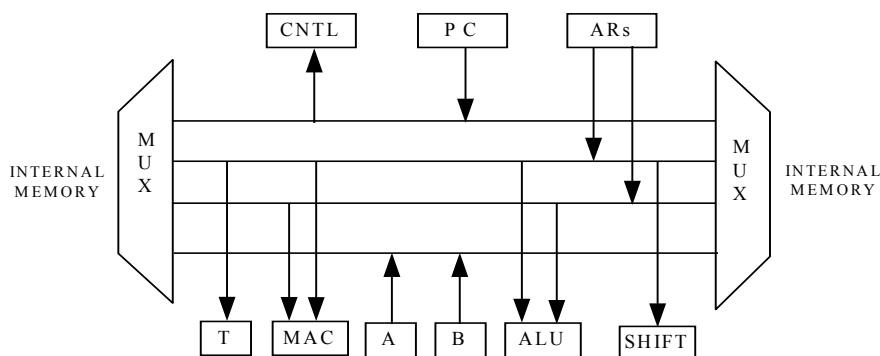 CNTL
P C
ARs
M
U
X
INTERNAL
MEMORY
M
U
X
INTERNAL
MEMORY
T
MAC
A
B
ALU
SHIFT